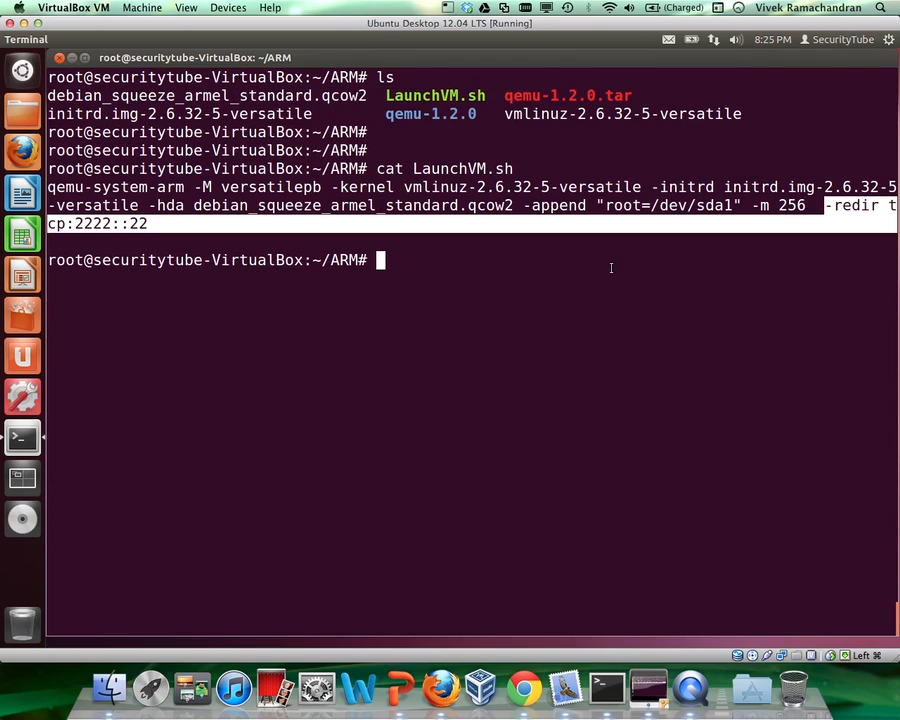 VirtualBox VM Machine View Devices Help (Charged) Vivek Ramachandran
Ubuntu Desktop 12.04 LTS [Running]
Terminal 8:25 PM SecurityTube
root@securitytube-VirtualBox: ~/ARM
root@securitytube-VirtualBox:~/ARM# ls
debian_squeeze_armel_standard.qcow2 LaunchVM.sh qemu-1.2.0.tar
initrd.img-2.6.32-5-versatile qemu-1.2.0 vmlinuz-2.6.32-5-versatile
root@securitytube-VirtualBox:~/ARM#
root@securitytube-VirtualBox:~/ARM#
root@securitytube-VirtualBox:~/ARM# cat LaunchVM.sh
qemu-system-arm -M versatilepb -kernel vmlinuz-2.6.32-5-versatile -initrd initrd.img-2.6.32-5
-versatile -hda debian_squeeze_armel_standard.qcow2 -append "root=/dev/sda1" -m 256 -redir t
cp:2222::22
root@securitytube-VirtualBox:~/ARM#
Left ⌘